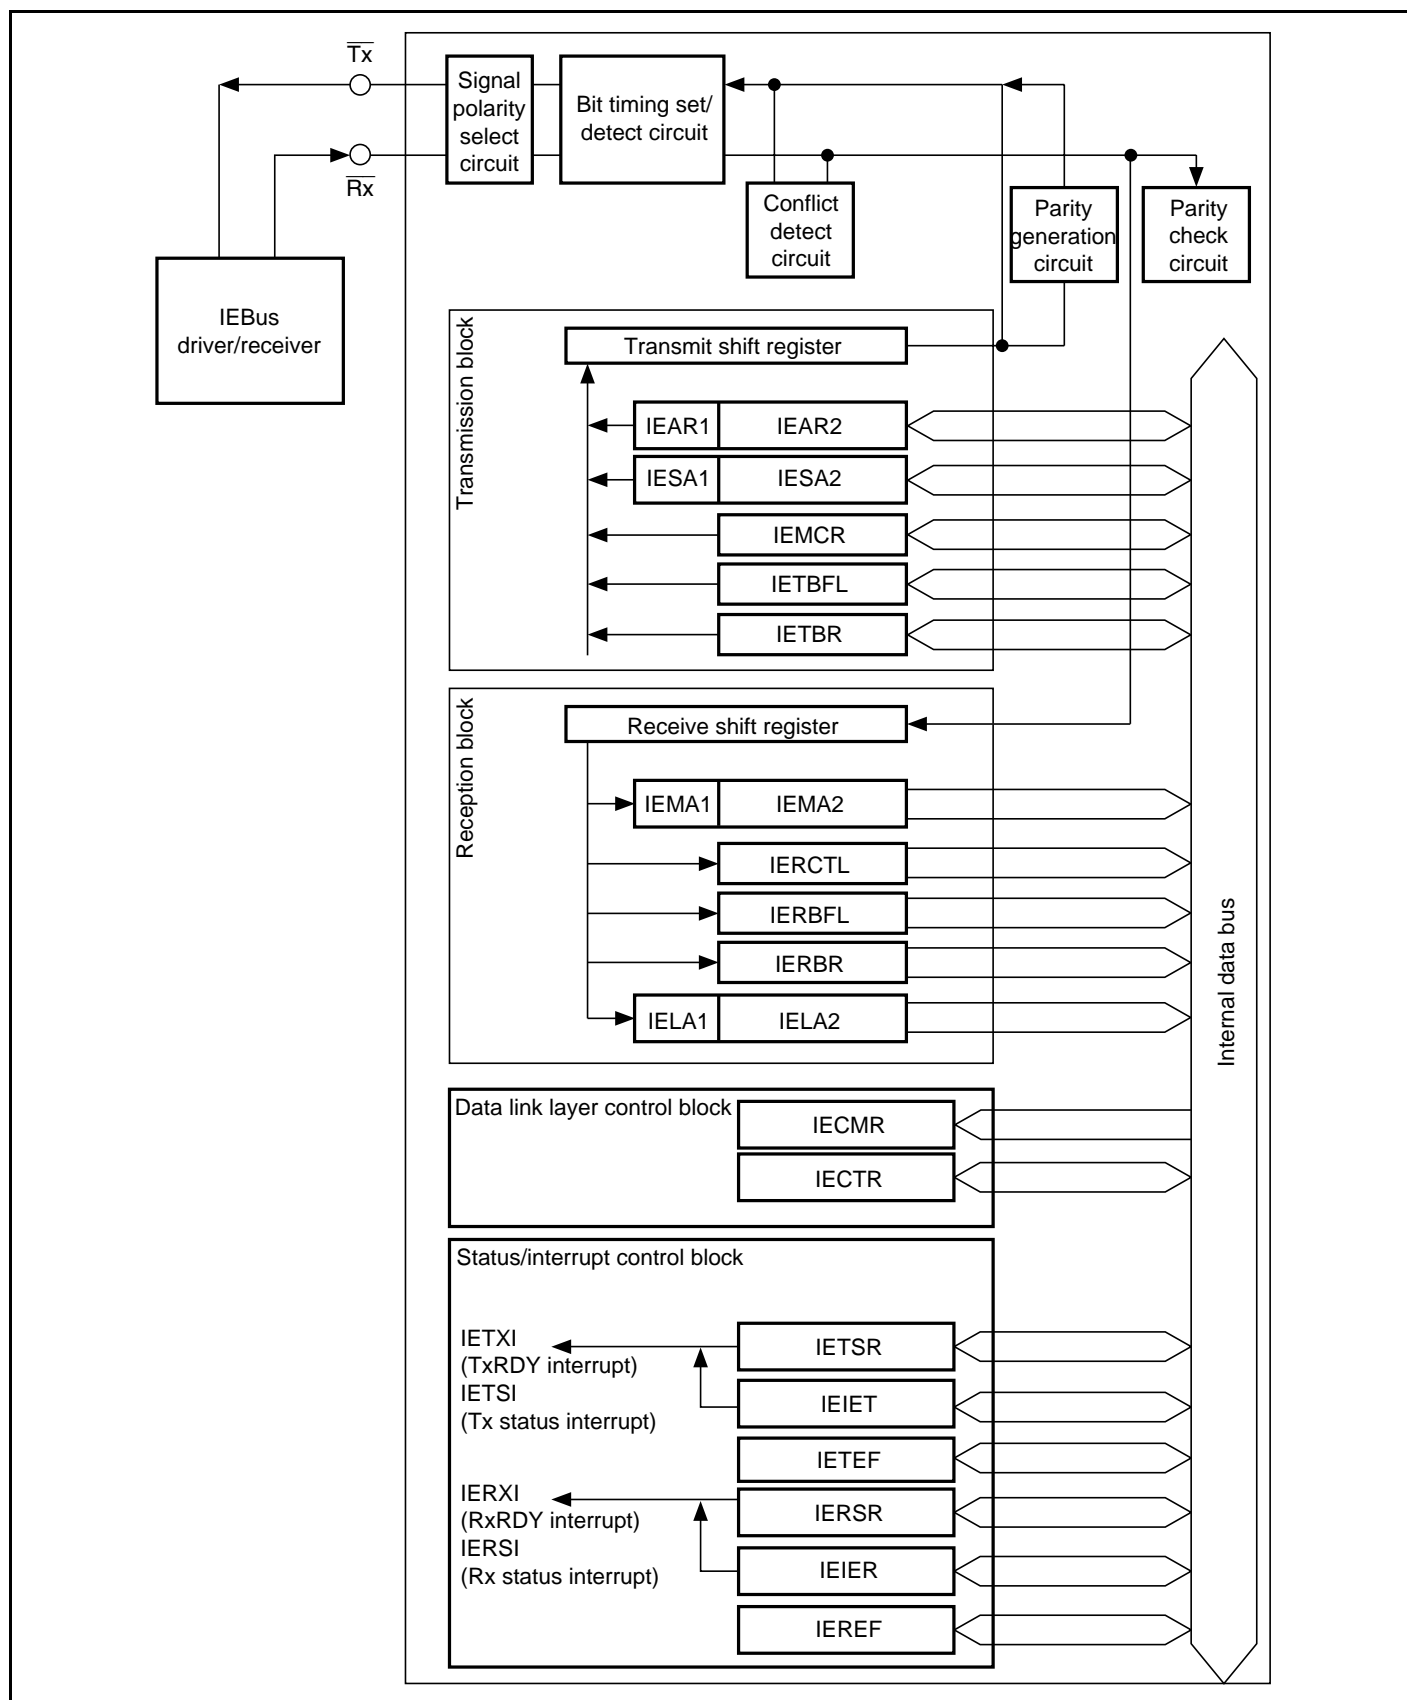 Tx
Signal
polarity
select
circuit
Bit timing set/
detect circuit
Rx
Conflict
detect
circuit
Parity
generation
circuit
Parity
check
circuit
IEBus
driver/receiver
Transmission block
Transmit shift register
IEAR1 IEAR2
IESA1 IESA2
IEMCR
IETBFL
IETBR
Reception block
Receive shift register
IEMA1 IEMA2
IERCTL
IERBFL
IERBR
IELA1 IELA2
Internal data bus
Data link layer control block
IECMR
IECTR
Status/interrupt control block
IETXI
(TxRDY interrupt)
IETSI
(Tx status interrupt)
IETSR
IEIET
IETEF
IERXI
(RxRDY interrupt)
IERSI
(Rx status interrupt)
IERSR
IEIER
IEREF